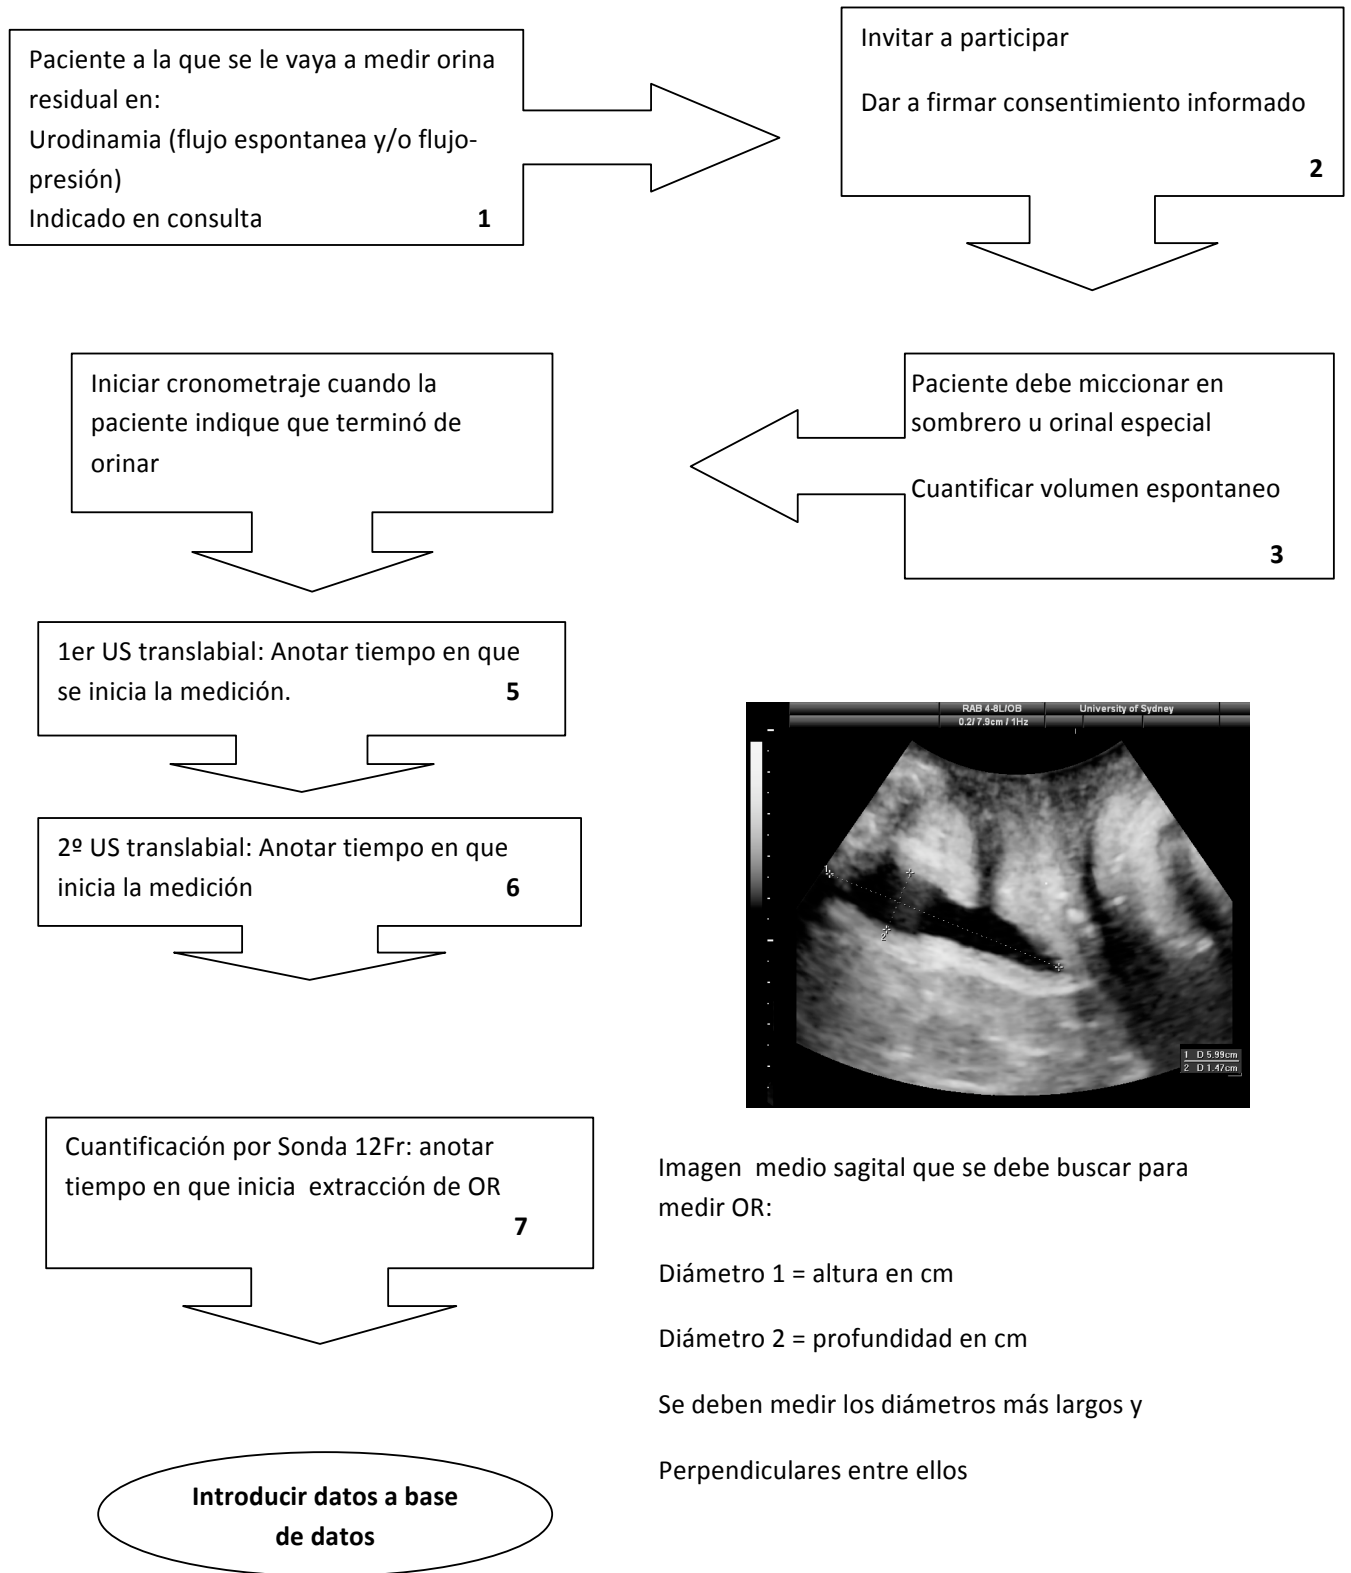 Paciente a la que se le vaya a medir orina
residual en:
Urodinamia (flujo espontanea y/o flujo-
presión)
Indicado en consulta 1
Invitar a participar
Dar a firmar consentimiento informado
2
Paciente debe miccionar en
sombrero u orinal especial
Cuantificar volumen espontaneo
3
Iniciar cronometraje cuando la
paciente indique que terminó de
orinar
1er US translabial: Anotar tiempo en que
se inicia la medición. 5
2º US translabial: Anotar tiempo en que
inicia la medición 6
Cuantificación por Sonda 12Fr: anotar
tiempo en que inicia extracción de OR
7
Introducir datos a base
de datos
RAB 4-8L/OB University of Sydney
0.2/ 7.9cm / 1Hz
1
2
1 D 5.99cm
2 D 1.47cm
Imagen medio sagital que se debe buscar para
medir OR:
Diámetro 1 = altura en cm
Diámetro 2 = profundidad en cm
Se deben medir los diámetros más largos y
Perpendiculares entre ellos